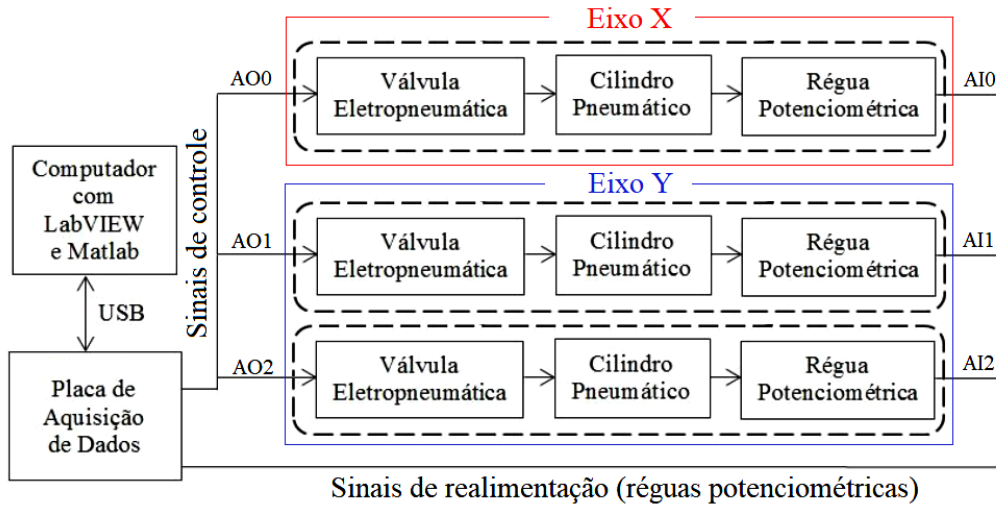 Eixo X
AO0
Válvula
Eletropneumática
Cilindro
Pneumático
Régua
Potenciométrica
AI0
Computador
com
LabVIEW
e Matlab
USB
Placa de
Aquisição
de Dados
Sinais de controle
Eixo Y
AO1
Válvula
Eletropneumática
Cilindro
Pneumático
Régua
Potenciométrica
AI1
AO2
Válvula
Eletropneumática
Cilindro
Pneumático
Régua
Potenciométrica
AI2
Sinais de realimentação (réguas potenciométricas)